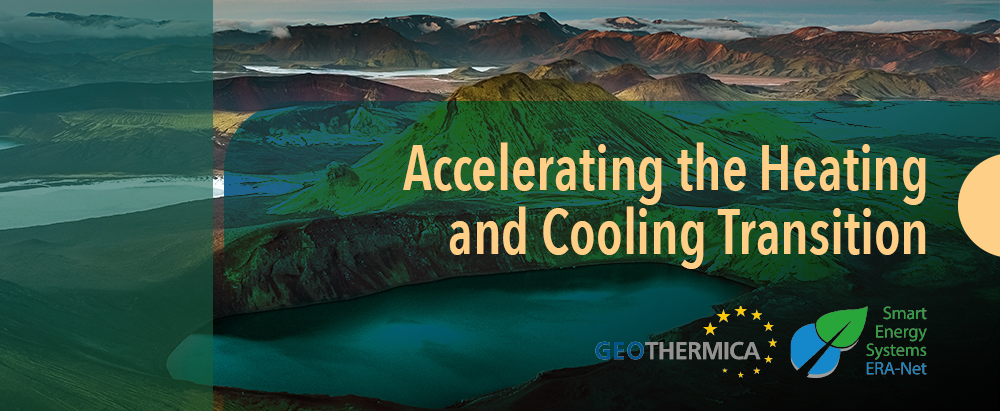 Accelerating the Heating
and Cooling Transition
GEOTHERMICA
Smart
Energy
Systems
ERA-Net